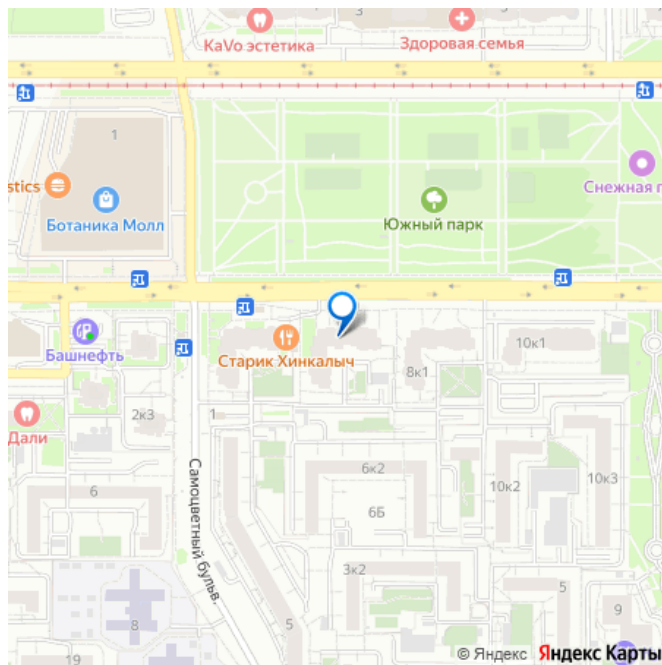 3
3
KaVo эстетика
Здоровая семья
1
stics
Ботаника Молл
Снежная п
Южный парк
Башнефть
Старик Хинкалыч
10к1
8к1
2к3
1
Дали
6к2
6
10к2
10к3
6Б
Самоцветный бульв.
3к2
5
9
8
5
19
© Яндекс Яндекс Карты